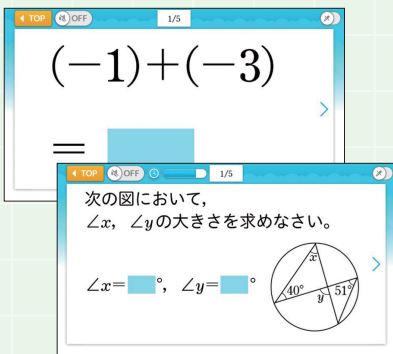 TOP OFF 1/5
(−1)+(−3)
=
TOP OFF 1/5
次の図において,
∠x, ∠yの大きさを求めなさい。
∠x= °, ∠y= °
x
40° y 51°